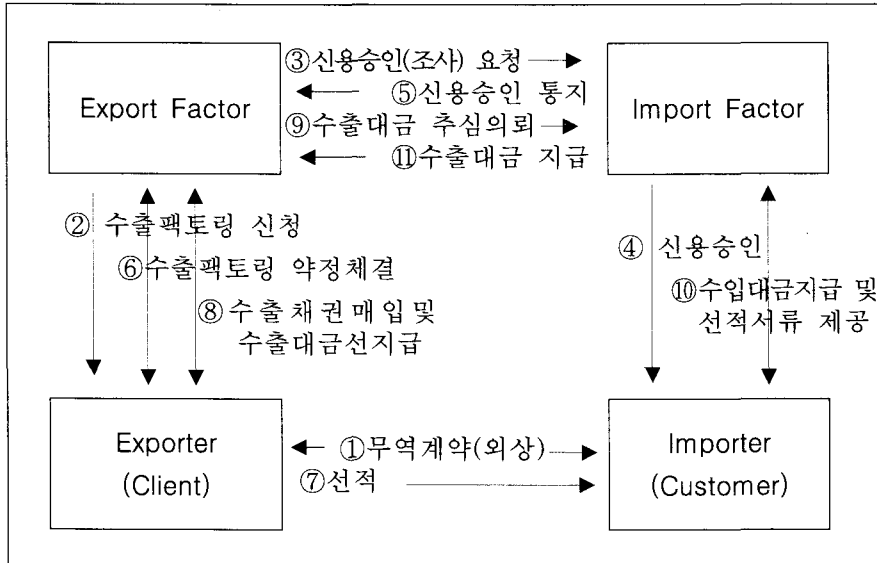 ③신용승인(조사) 요청
⑤신용승인 통지
Export Factor
Import Factor
⑨수출대금 추심의뢰
⑪수출대금 지급
② 수출팩토링 신청
④ 신용승인
⑥수출팩토링 약정체결
⑩수입대금지급 및
⑧수출채권매입및
선적서류 제공
수출대금선지급
Exporter
①무역계약(외상)
Importer
(Client)
⑦선적
(Customer)